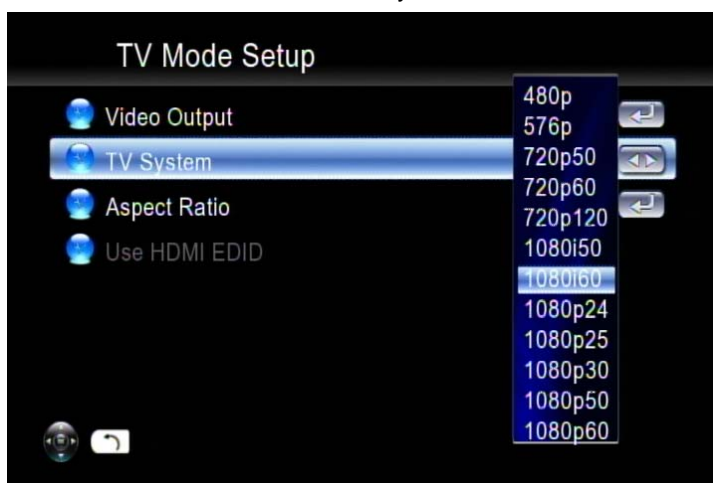 TV Mode Setup
Video Output
TV System
Aspect Ratio
Use HDMI EDID
480p
576p
720p50
720p60
720p120
1080i50
1080i60
1080p24
1080p25
1080p30
1080p50
1080p60